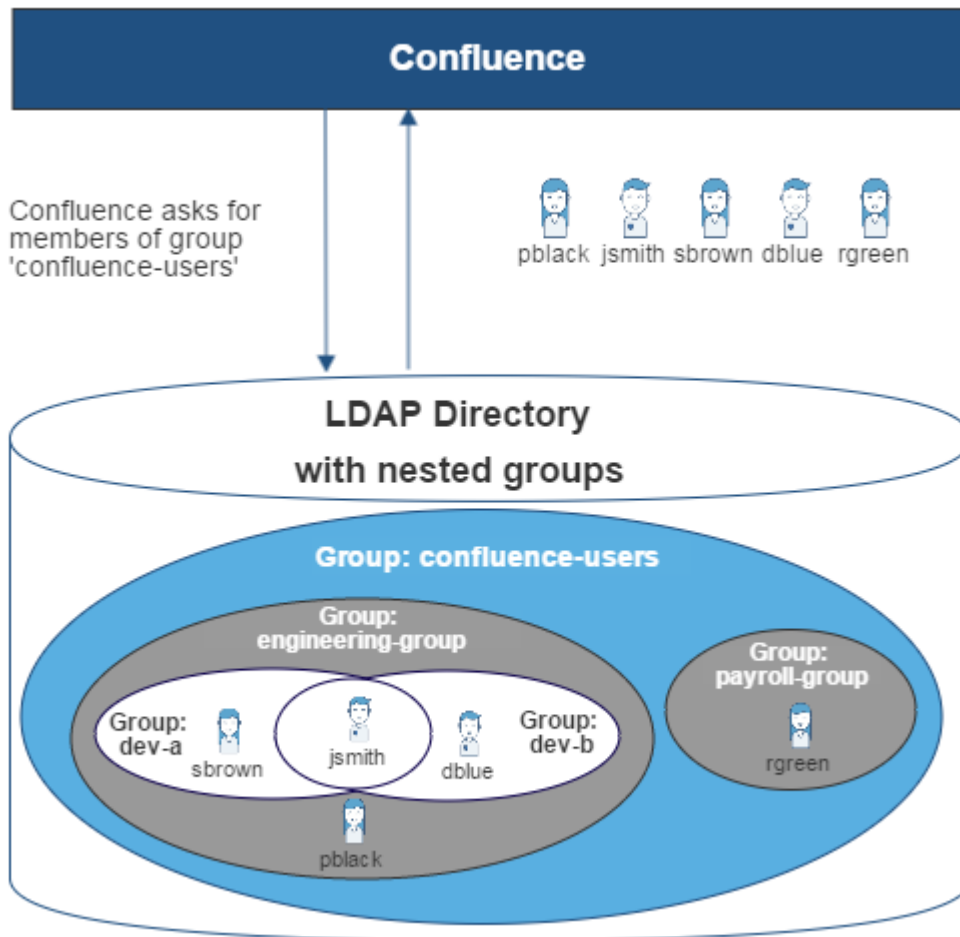 Confluence
Confluence asks for
members of group
'confluence-users'
pblack jsmith sbrown dblue rgreen
LDAP Directory
with nested groups
Group: confluence-users
Group:
engineering-group
Group:
payroll-group
Group:
dev-a
sbrown
jsmith
dblue
Group:
dev-b
rgreen
pblack